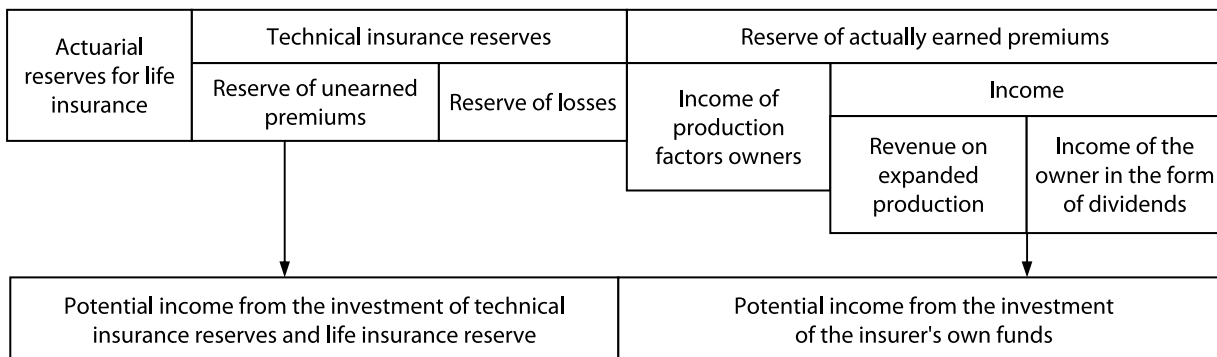 Actuarial
reserves for life
insurance
Technical insurance reserves
Reserve of actually earned premiums
Reserve of unearned
premiums
Reserve of losses
Income of
production
factors owners
Income
Revenue on
expanded
production
Income of the
owner in the form
of dividends
Potential income from the investment of technical
insurance reserves and life insurance reserve
Potential income from the investment
of the insurer's own funds